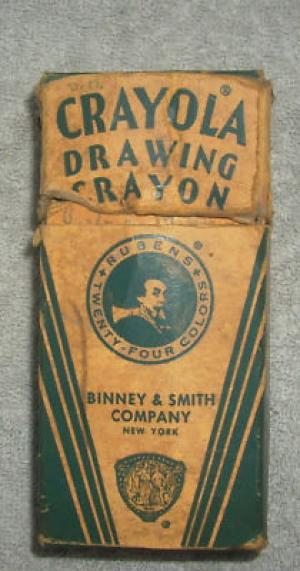 CRAYOLA®
DRAWING
CRAYON
RUBENS ®
TWENTY-FOUR COLORS
BINNEY & SMITH
COMPANY
NEW YORK
®